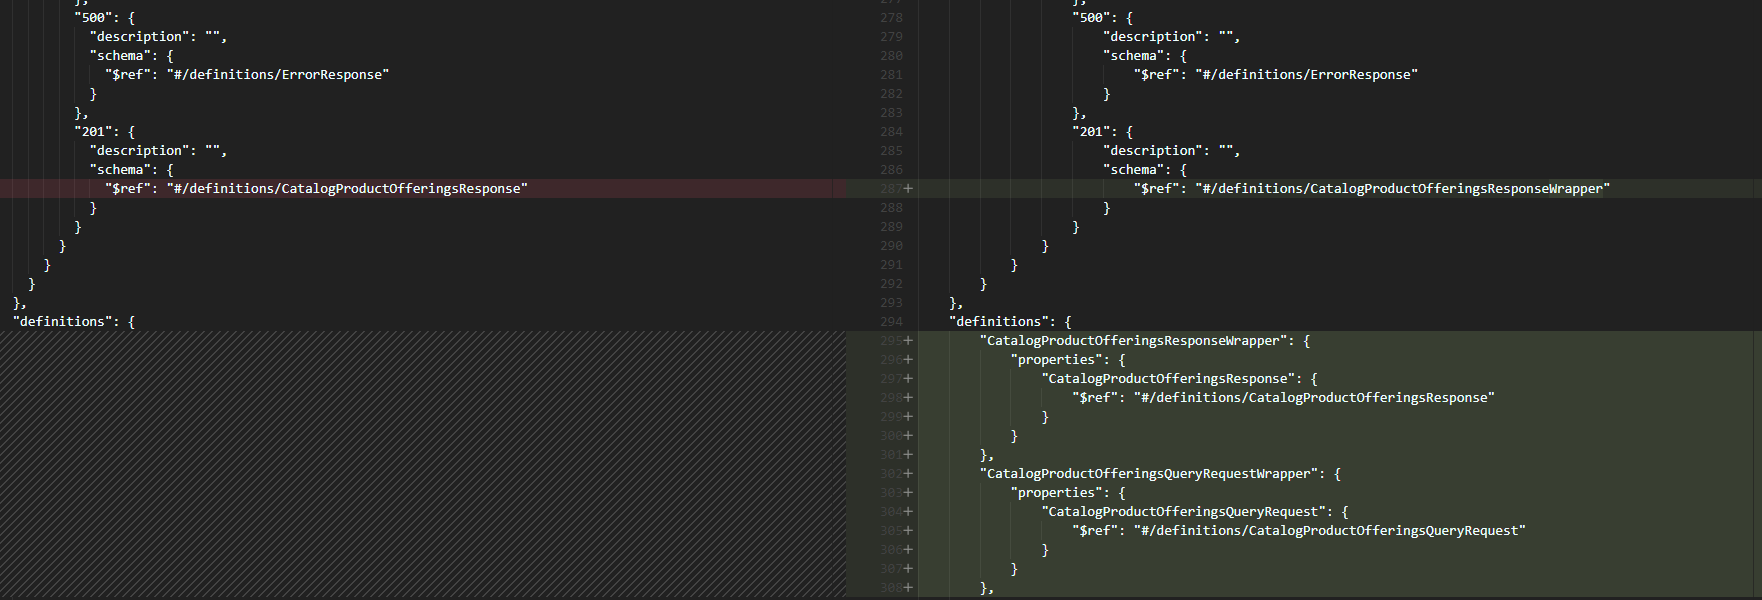 },
"500": {
"description": "",
"schema": {
"$ref": "#/definitions/ErrorResponse"
}
},
"201": {
"description": "",
"schema": {
"$ref": "#/definitions/CatalogProductOfferingsResponse"
}
}
}
}
}
},
"definitions": {
277 },
278 "500": {
279 "description": "",
280 "schema": {
281 "$ref": "#/definitions/ErrorResponse"
282 }
283 },
284 "201": {
285 "description": "",
286 "schema": {
287+ "$ref": "#/definitions/CatalogProductOfferingsResponseWrapper"
288 }
289 }
290 }
291 }
292 }
293 },
294 "definitions": {
295+ "CatalogProductOfferingsResponseWrapper": {
296+ "properties": {
297+ "CatalogProductOfferingsResponse": {
298+ "$ref": "#/definitions/CatalogProductOfferingsResponse"
299+ }
300+ }
301+ },
302+ "CatalogProductOfferingsQueryRequestWrapper": {
303+ "properties": {
304+ "CatalogProductOfferingsQueryRequest": {
305+ "$ref": "#/definitions/CatalogProductOfferingsQueryRequest"
306+ }
307+ }
308+ },